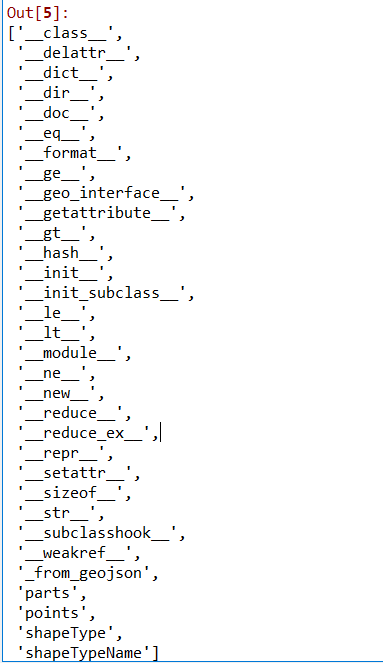 Out[5]:
['__class__',
'__delattr__',
'__dict__',
'__dir__',
'__doc__',
'__eq__',
'__format__',
'__ge__',
'__geo_interface__',
'__getattribute__',
'__gt__',
'__hash__',
'__init__',
'__init_subclass__',
'__le__',
'__lt__',
'__module__',
'__ne__',
'__new__',
'__reduce__',
'__reduce_ex__',
'__repr__',
'__setattr__',
'__sizeof__',
'__str__',
'__subclasshook__',
'__weakref__',
'_from_geojson',
'parts',
'points',
'shapeType',
'shapeTypeName']